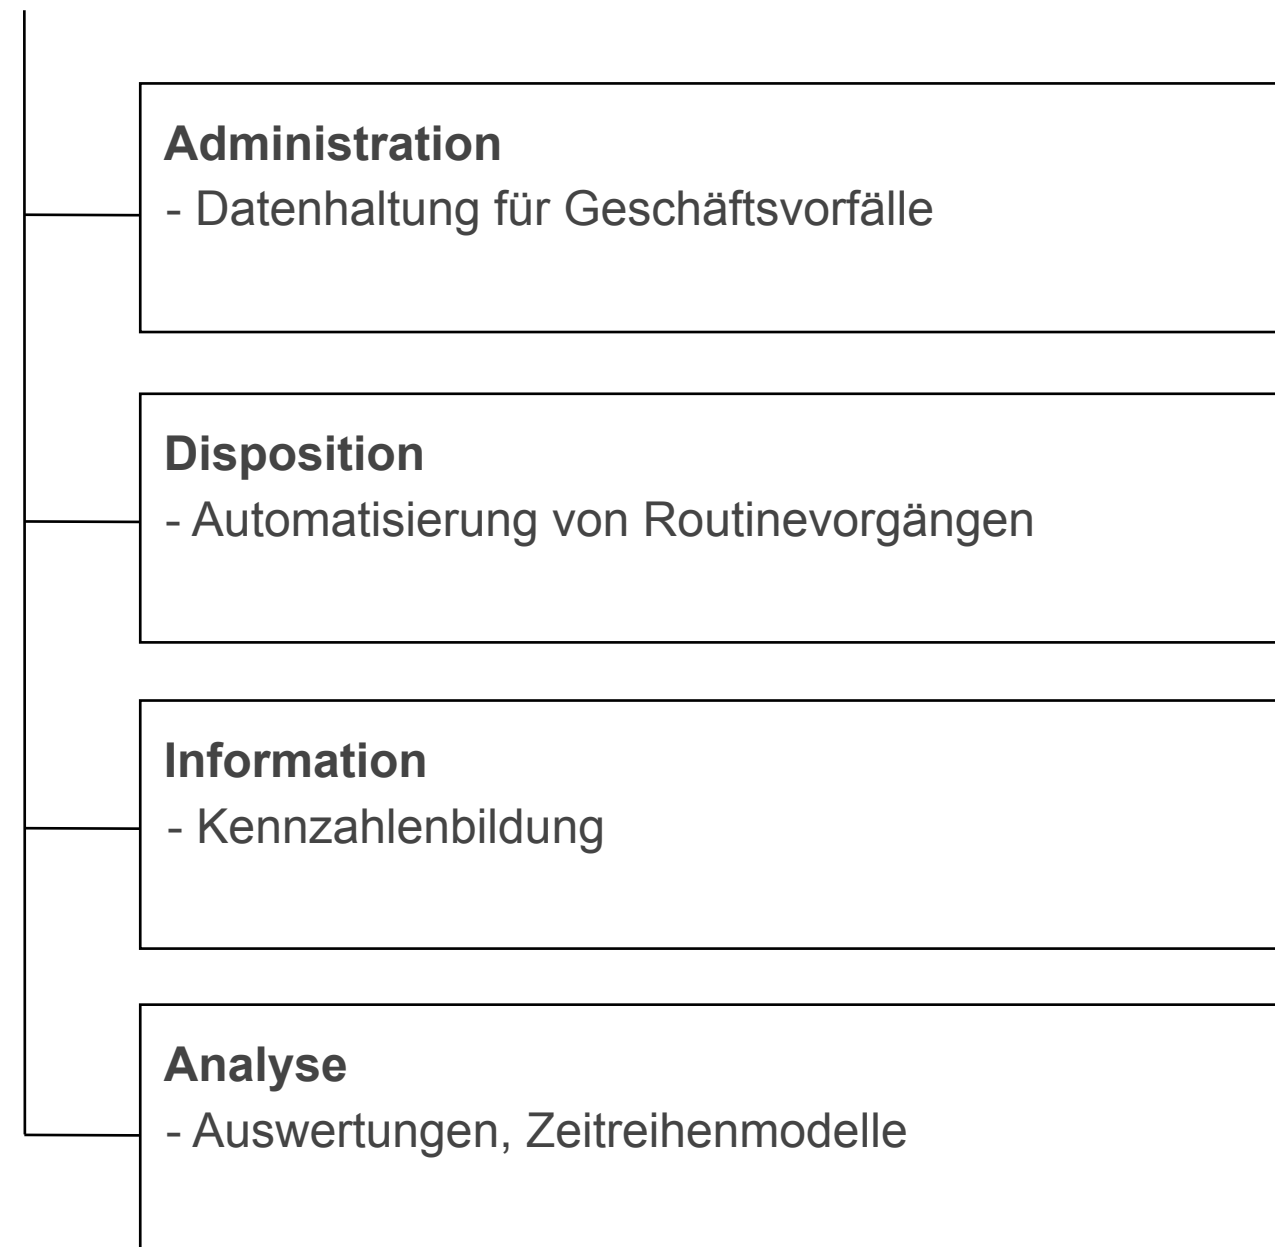 Administration
- Datenhaltung für Geschäftsvorfälle
Disposition
- Automatisierung von Routinevorgängen
Information
- Kennzahlenbildung
Analyse
- Auswertungen, Zeitreihenmodelle